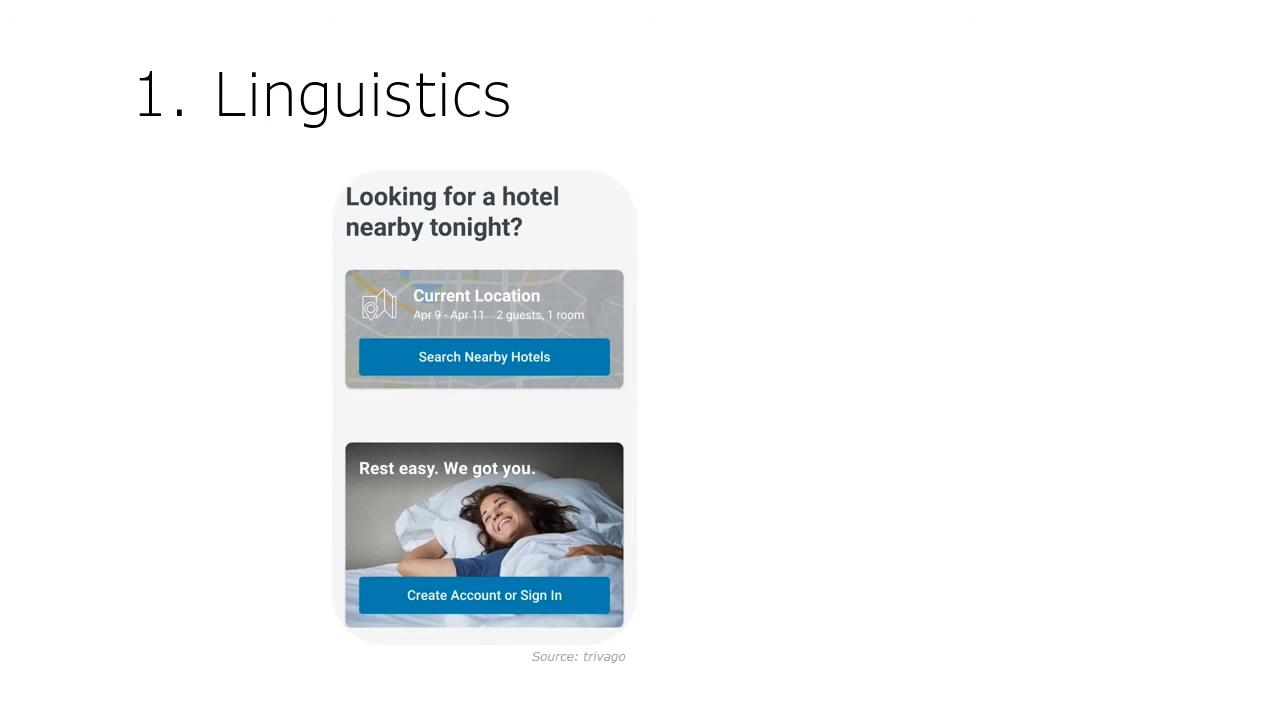 1. Linguistics
Looking for a hotel
nearby tonight?
Current Location
Apr 9 - Apr 11 2 guests, 1 room
Search Nearby Hotels
Rest easy. We got you.
Create Account or Sign In
Source: trivago